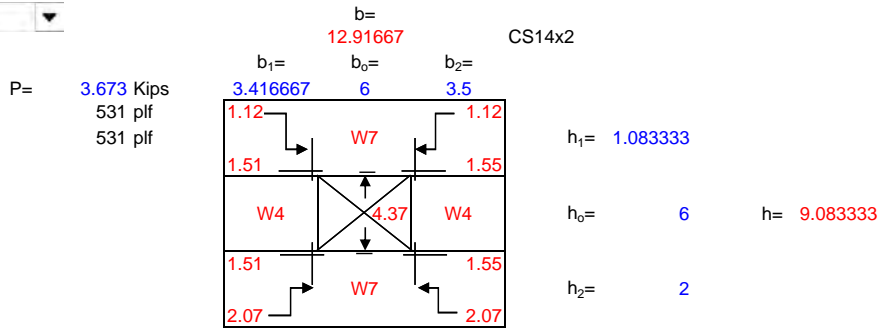 b=
12.91667 CS14x2
b₁= b₀= b₂=
P= 3.673 Kips 3.416667 6 3.5
531 plf 1.12 1.12
531 plf W7 h₁= 1.083333
1.51 1.55
W4 4.37 W4 h₀= 6 h= 9.083333
1.51 1.55
W7 h₂= 2
2.07 2.07